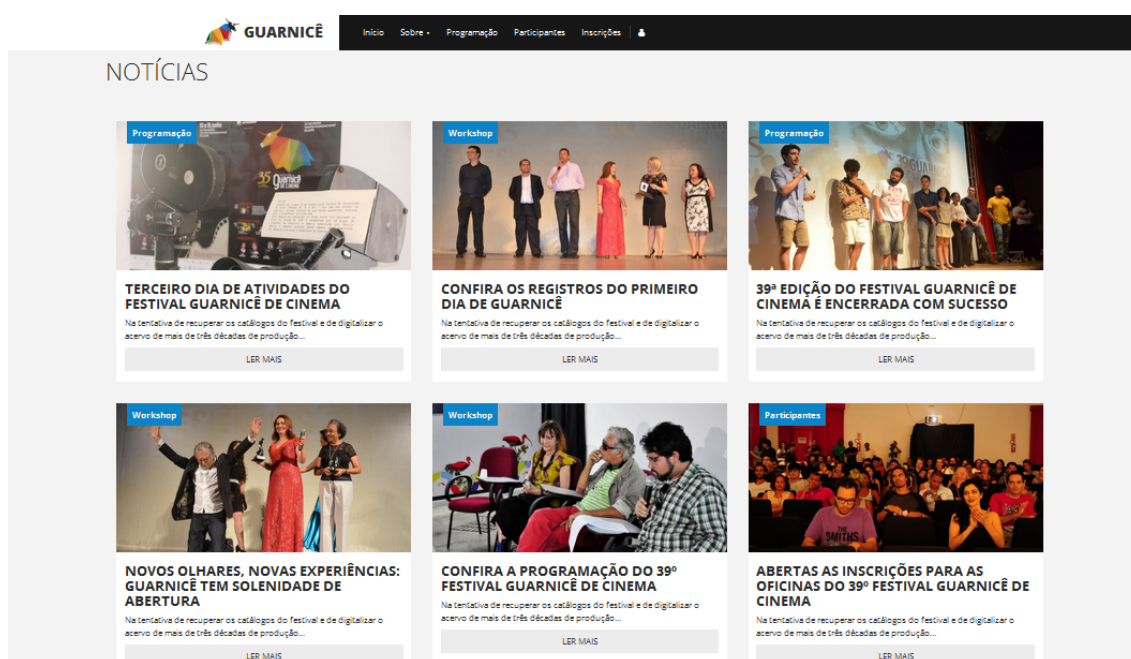 GUARNICÊ
Início Sobre Programação Participantes Inscrições
NOTÍCIAS
Programação
35 guarnicê
DE CINEMA
TERCEIRO DIA DE ATIVIDADES DO
FESTIVAL GUARNICÊ DE CINEMA
Na tentativa de recuperar os catálogos do festival e de digitalizar o
acervo de mais de três décadas de produção...
LER MAIS
Workshop
CONFIRA OS REGISTROS DO PRIMEIRO
DIA DE GUARNICÊ
Na tentativa de recuperar os catálogos do festival e de digitalizar o
acervo de mais de três décadas de produção...
LER MAIS
Programação
39º GUARNICÊ
39ª EDIÇÃO DO FESTIVAL GUARNICÊ DE
CINEMA É ENCERRADA COM SUCESSO
Na tentativa de recuperar os catálogos do festival e de digitalizar o
acervo de mais de três décadas de produção...
LER MAIS
Workshop
NOVOS OLHARES, NOVAS EXPERIÊNCIAS:
GUARNICÊ TEM SOLENIDADE DE
ABERTURA
Na tentativa de recuperar os catálogos do festival e de digitalizar o
acervo de mais de três décadas de produção...
LER MAIS
Workshop
CONFIRA A PROGRAMAÇÃO DO 39º
FESTIVAL GUARNICÊ DE CINEMA
Na tentativa de recuperar os catálogos do festival e de digitalizar o
acervo de mais de três décadas de produção...
LER MAIS
Participantes
THE
SMITHS
ABERTAS AS INSCRIÇÕES PARA AS
OFICINAS DO 39º FESTIVAL GUARNICÊ DE
CINEMA
Na tentativa de recuperar os catálogos do festival e de digitalizar o
acervo de mais de três décadas de produção...
LER MAIS